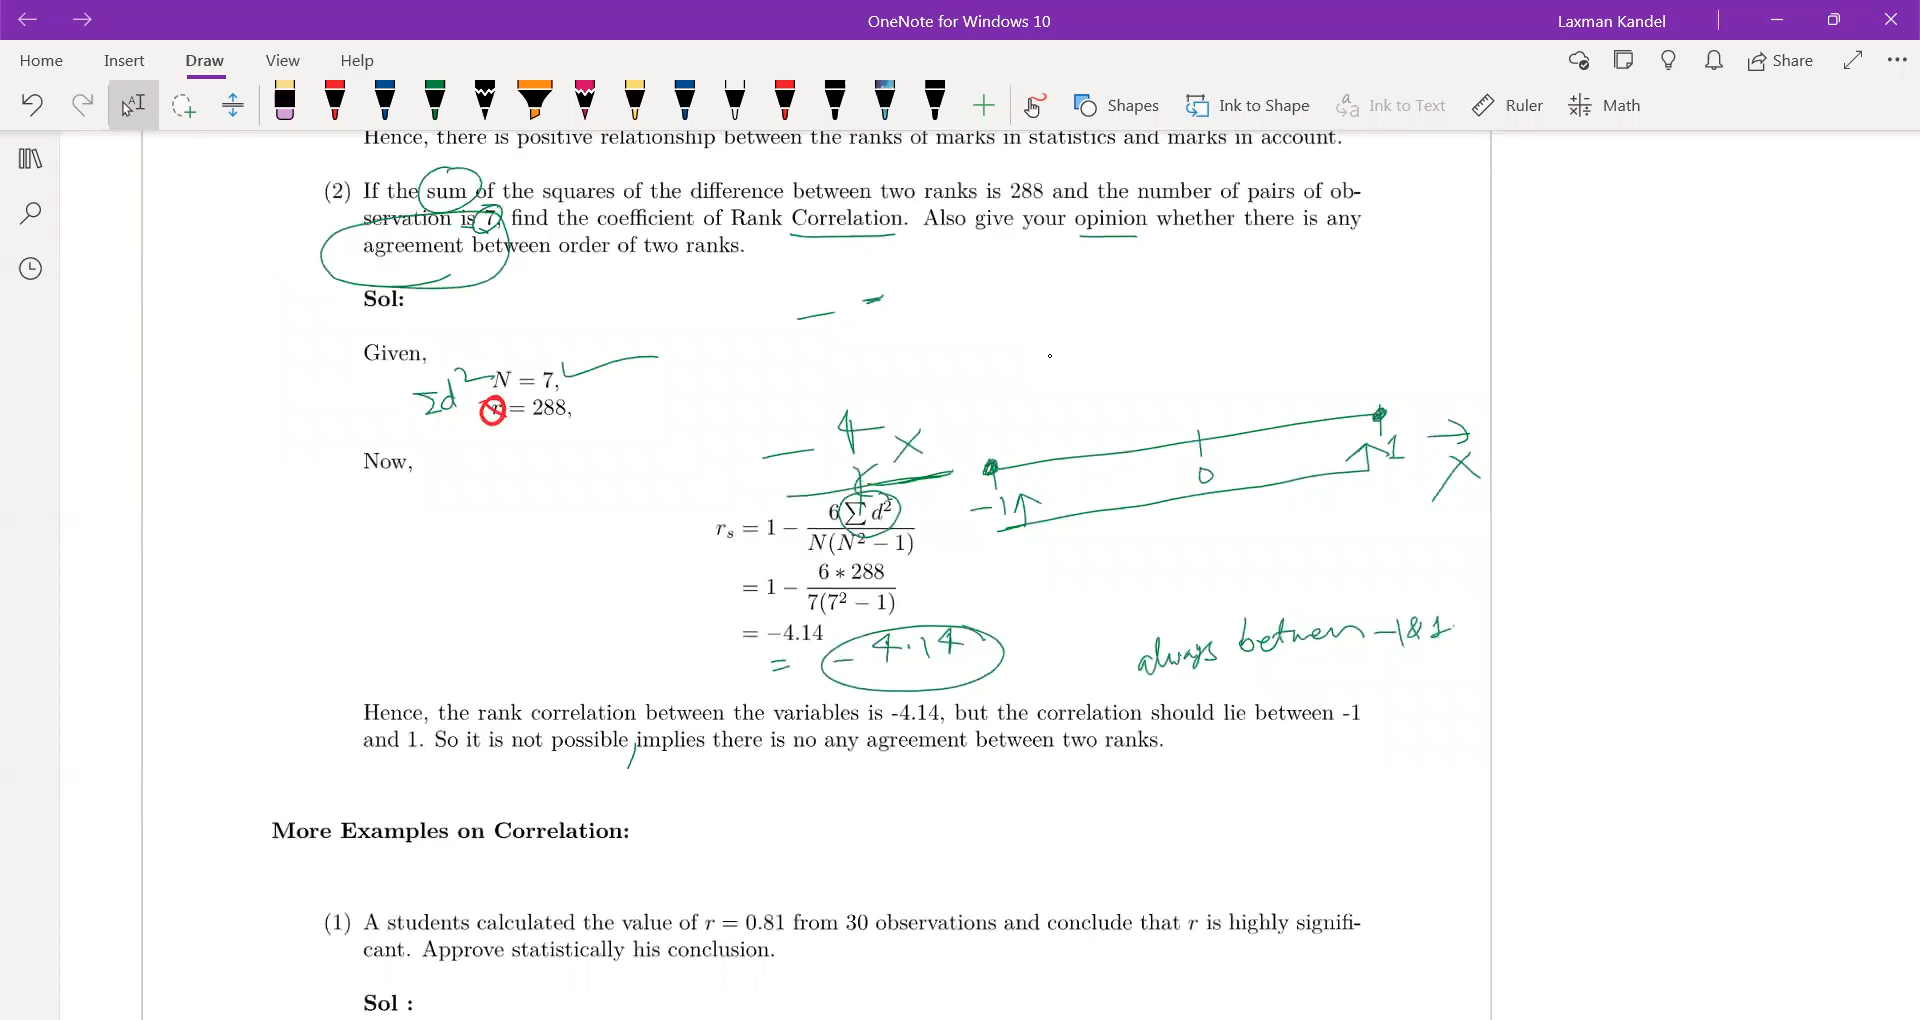 OneNote for Windows 10
Laxman Kandel
Home Insert Draw View Help
Share
Shapes Ink to Shape Ink to Text Ruler Math
Hence, there is positive relationship between the ranks of marks in statistics and marks in account.
(2) If the sum of the squares of the difference between two ranks is 288 and the number of pairs of ob-
servation is 7, find the coefficient of Rank Correlation. Also give your opinion whether there is any
agreement between order of two ranks.
Sol:
Given,
N = 7,
Σd² r = 288,
Now,
− 4 ×
-1 0 1 → ×
r_s = 1 − 6 ∑ d² / N(N² − 1)
= 1 − 6 ∗ 288 / 7(7² − 1)
= −4.14
= − 4.14
always between -1 & 1
Hence, the rank correlation between the variables is -4.14, but the correlation should lie between -1
and 1. So it is not possible , implies there is no any agreement between two ranks.
More Examples on Correlation:
(1) A students calculated the value of r = 0.81 from 30 observations and conclude that r is highly signifi-
cant. Approve statistically his conclusion.
Sol :